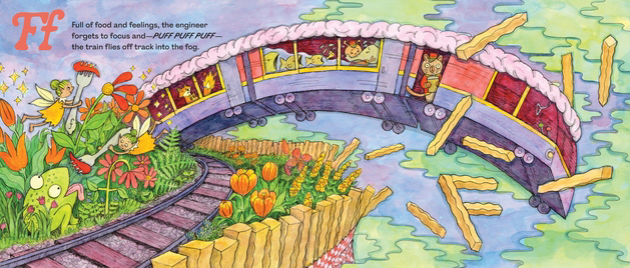 Ff
Full of food and feelings, the engineer
forgets to focus and—PUFF PUFF PUFF—
the train flies off track into the fog.